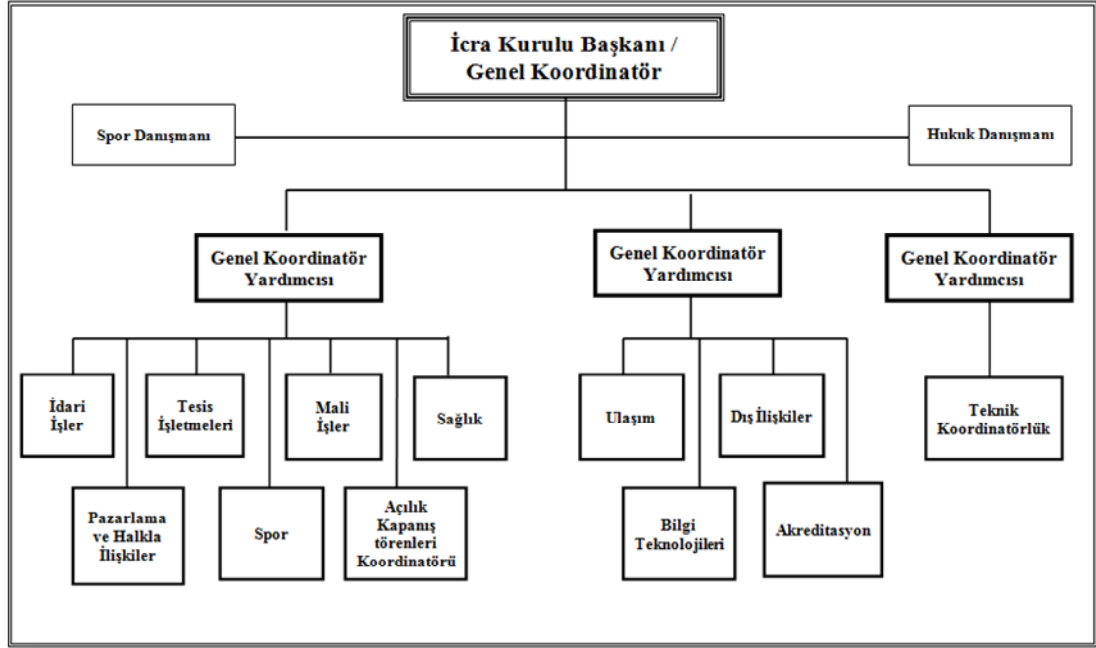 İcra Kurulu Başkanı /
Genel Koordinatör
Spor Danışmanı
Hukuk Danışmanı
Genel Koordinatör
Yardımcısı
Genel Koordinatör
Yardımcısı
Genel Koordinatör
Yardımcısı
İdari
İşler
Tesis
İşletmeleri
Mali
İşler
Sağlık
Ulaşım
Dış İlişkiler
Teknik
Koordinatörlük
Pazarlama
ve Halkla
İlişkiler
Spor
Açılık
Kapanış
törenleri
Koordinatörü
Bilgi
Teknolojileri
Akreditasyon